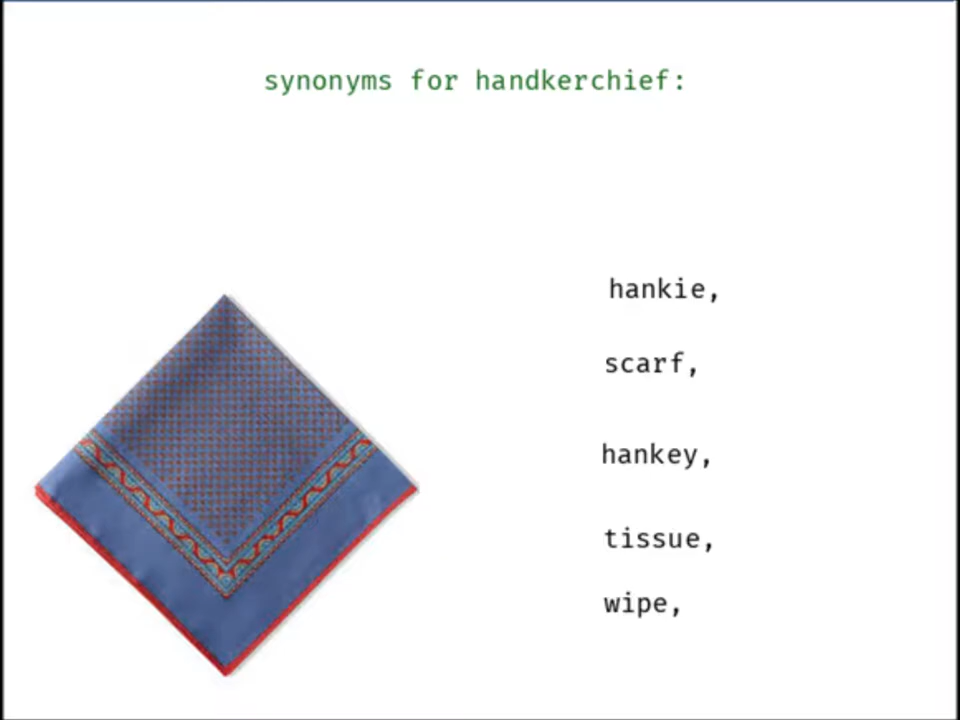 synonyms for handkerchief:
hankie,
scarf,
hankey,
tissue,
wipe,